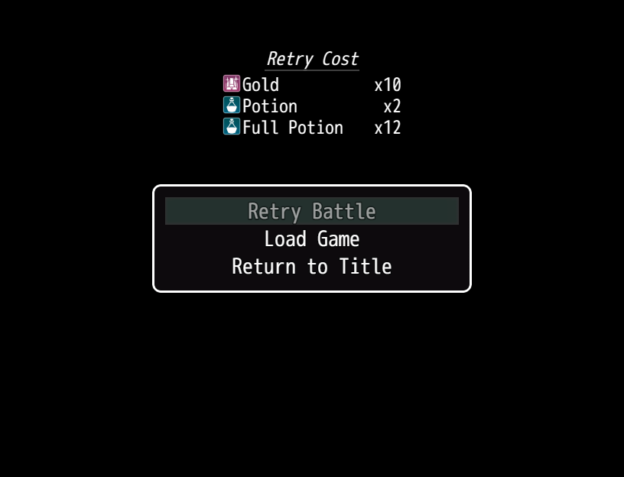 Retry Cost
Gold x10
Potion x2
Full Potion x12
Retry Battle
Load Game
Return to Title